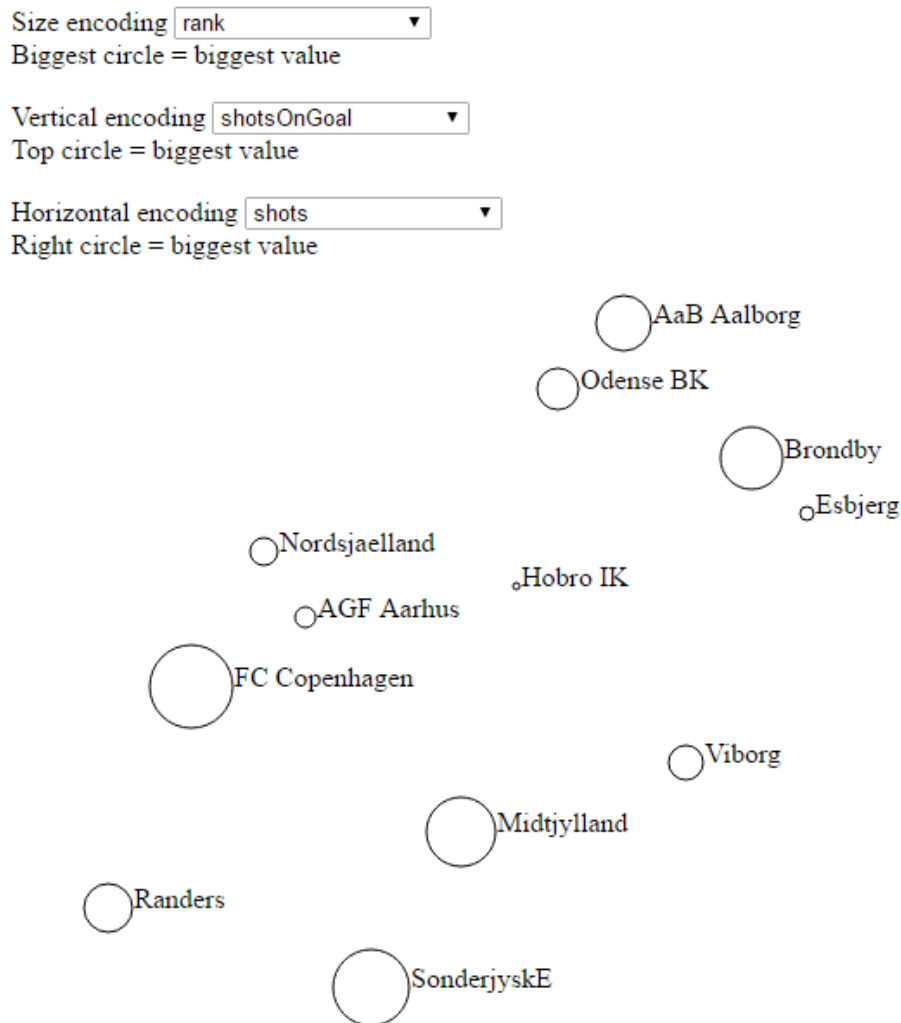 Size encoding rank
Biggest circle = biggest value
Vertical encoding shotsOnGoal
Top circle = biggest value
Horizontal encoding shots
Right circle = biggest value
AaB Aalborg
Odense BK
Brondby
Esbjerg
Nordsjaelland
Hobro IK
AGF Aarhus
FC Copenhagen
Viborg
Midtjylland
Randers
SonderjyskE